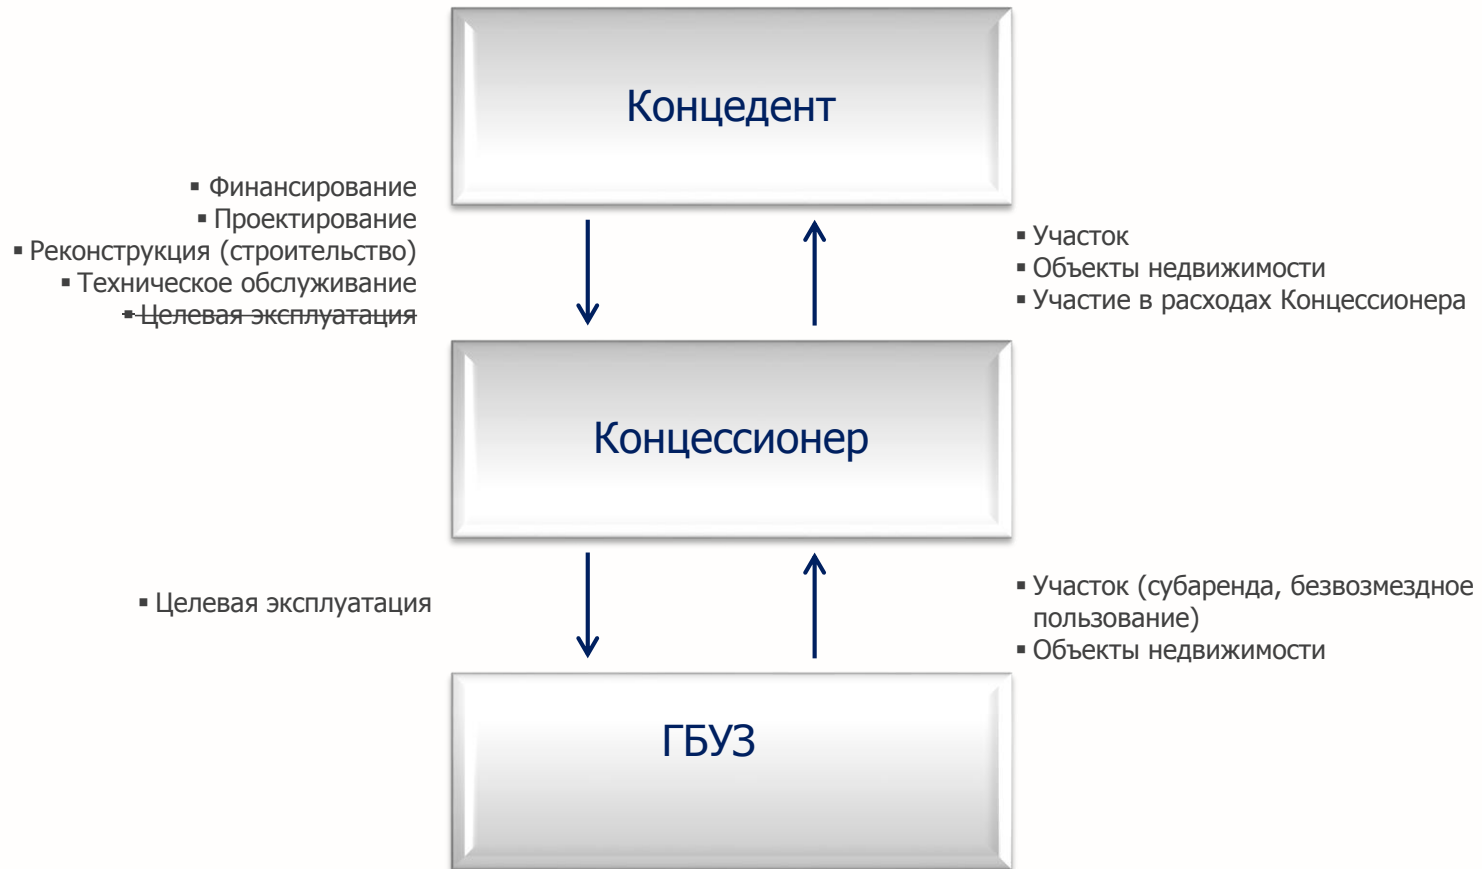 Концедент
▪ Финансирование
▪ Проектирование
▪ Реконструкция (строительство)
▪ Техническое обслуживание
▪ Целевая эксплуатация
▪ Участок
▪ Объекты недвижимости
▪ Участие в расходах Концессионера
Концессионер
▪ Целевая эксплуатация
▪ Участок (субаренда, безвозмездное
пользование)
▪ Объекты недвижимости
ГБУЗ